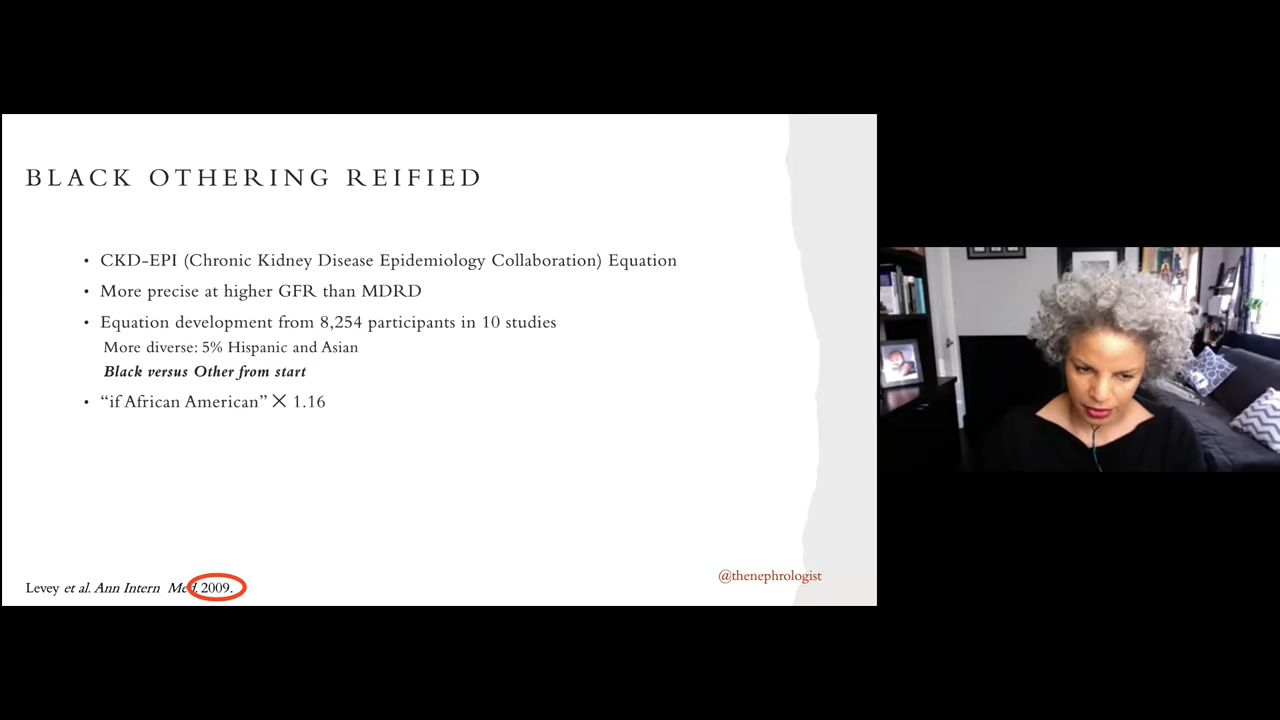 BLACK OTHERING REIFIED
• CKD-EPI (Chronic Kidney Disease Epidemiology Collaboration) Equation
• More precise at higher GFR than MDRD
• Equation development from 8,254 participants in 10 studies
More diverse: 5% Hispanic and Asian
Black versus Other from start
• “if African American” ✕ 1.16
@thenephrologist
Levey et al. Ann Intern Med, 2009.